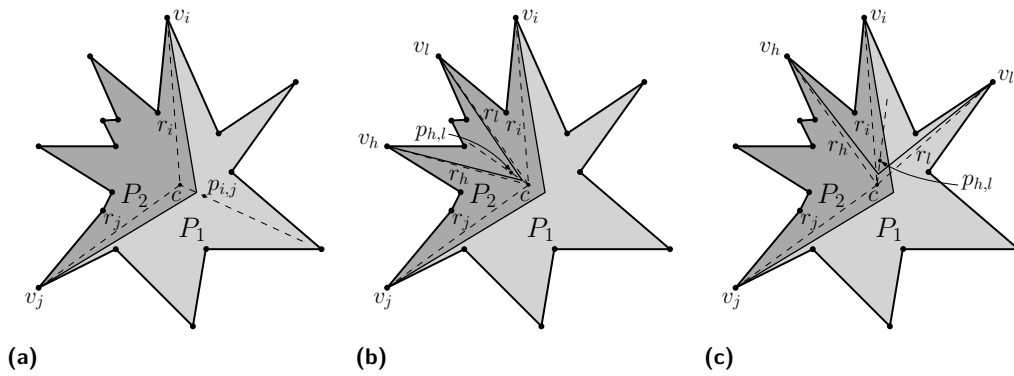 v_i
r_i
P_2
c
p_{i,j}
r_j
P_1
v_j
(a)
v_i
v_l
r_l
r_i
p_{h,l}
v_h
r_h
P_2
c
r_j
P_1
v_j
(b)
v_i
v_h
v_l
r_i
r_h
r_l
p_{h,l}
P_2
c
r_j
P_1
v_j
(c)